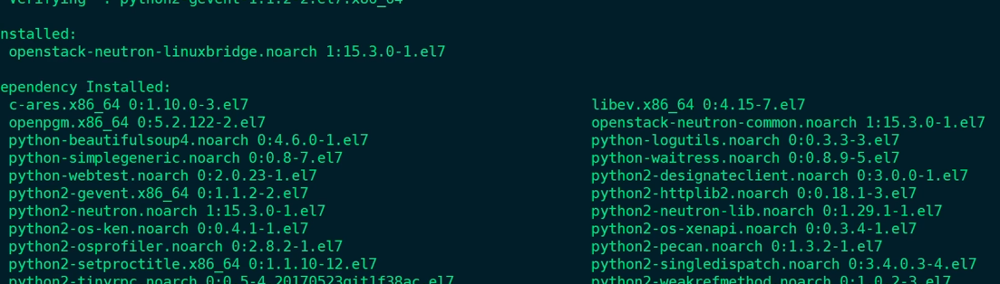 Verifying  : python2-gevent-1.1.2-2.el7.x86_64
nstalled:
openstack-neutron-linuxbridge.noarch 1:15.3.0-1.el7
ependency Installed:
c-ares.x86_64 0:1.10.0-3.el7 libev.x86_64 0:4.15-7.el7
openpgm.x86_64 0:5.2.122-2.el7 openstack-neutron-common.noarch 1:15.3.0-1.el7
python-beautifulsoup4.noarch 0:4.6.0-1.el7 python-logutils.noarch 0:0.3.3-3.el7
python-simplegeneric.noarch 0:0.8-7.el7 python-waitress.noarch 0:0.8.9-5.el7
python-webtest.noarch 0:2.0.23-1.el7 python2-designateclient.noarch 0:3.0.0-1.el7
python2-gevent.x86_64 0:1.1.2-2.el7 python2-httplib2.noarch 0:0.18.1-3.el7
python2-neutron.noarch 1:15.3.0-1.el7 python2-neutron-lib.noarch 0:1.29.1-1.el7
python2-os-ken.noarch 0:0.4.1-1.el7 python2-os-xenapi.noarch 0:0.3.4-1.el7
python2-osprofiler.noarch 0:2.8.2-1.el7 python2-pecan.noarch 0:1.3.2-1.el7
python2-setproctitle.x86_64 0:1.1.10-12.el7 python2-singledispatch.noarch 0:3.4.0.3-4.el7
python2-tinyrpc.noarch 0:0.5-4.20170523git1f38ac.el7 python2-weakrefmethod.noarch 0:1.0.2-3.el7